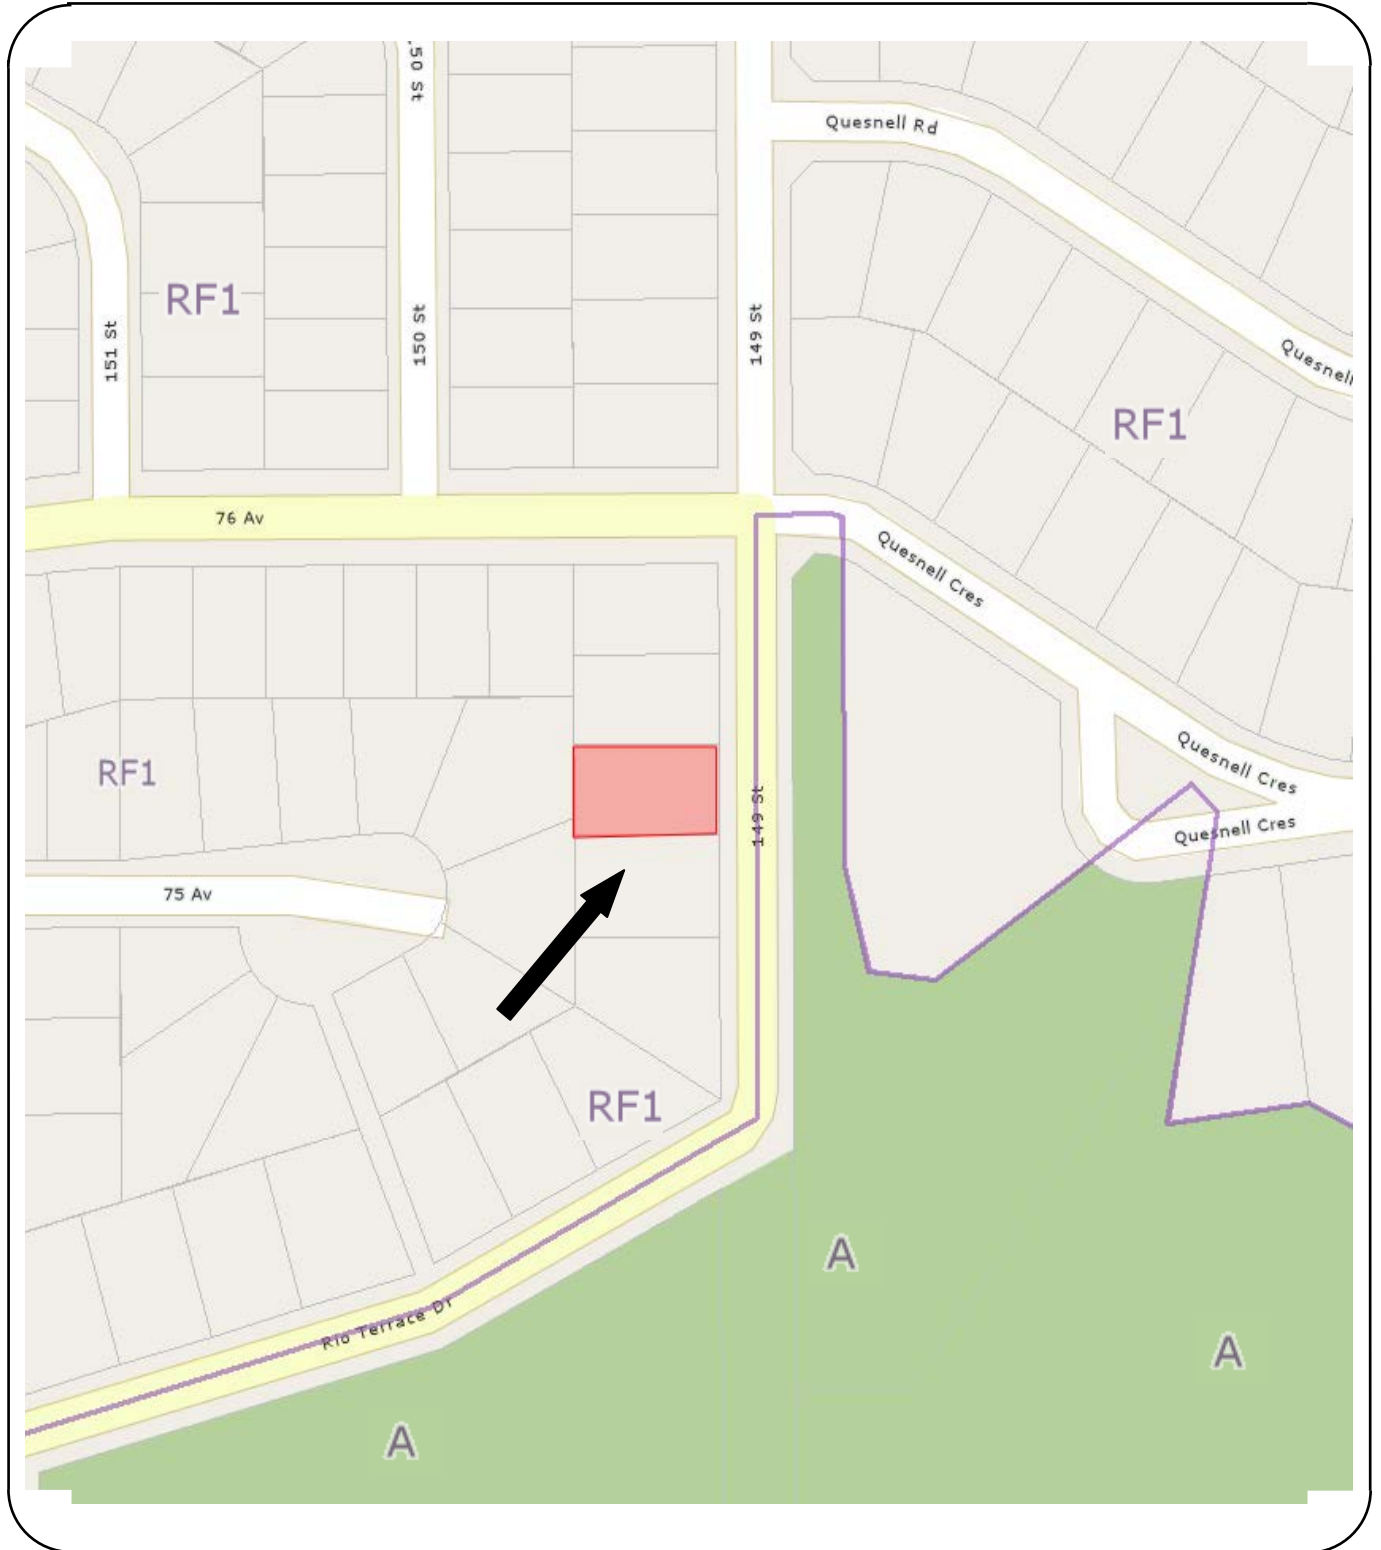 50 St
Quesnell Rd
RF1
151 St
150 St
149 St
Quesnell
RF1
76 Av
Quesnell Cres
RF1
149 St
Quesnell Cres
Quesnell Cres
75 Av
RF1
A
Rio Terrace Dr
A
A